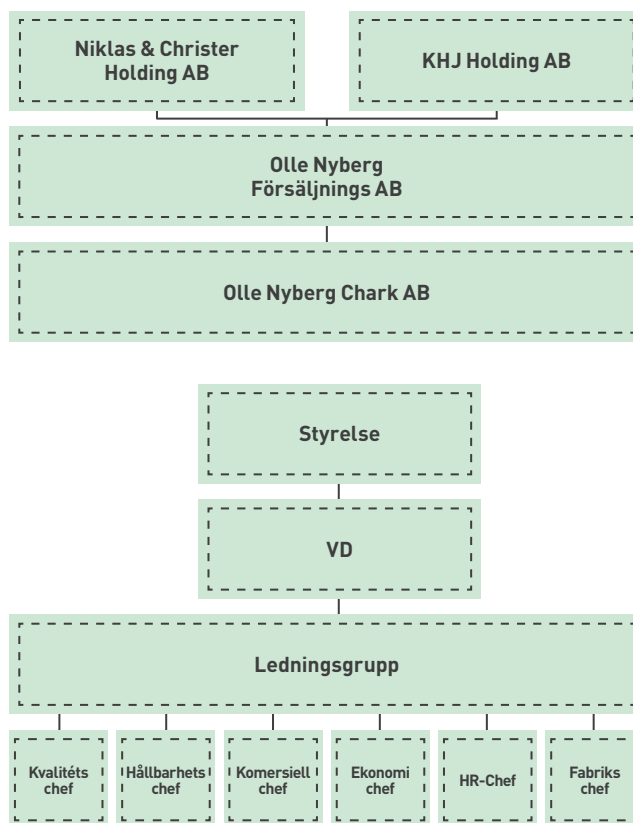 Niklas & Christer
Holding AB
KHJ Holding AB
Olle Nyberg
Försäljnings AB
Olle Nyberg Chark AB
Styrelse
VD
Ledningsgrupp
Kvalitéts
chef
Hållbarhets
chef
Komersiell
chef
Ekonomi
chef
HR-Chef
Fabriks
chef